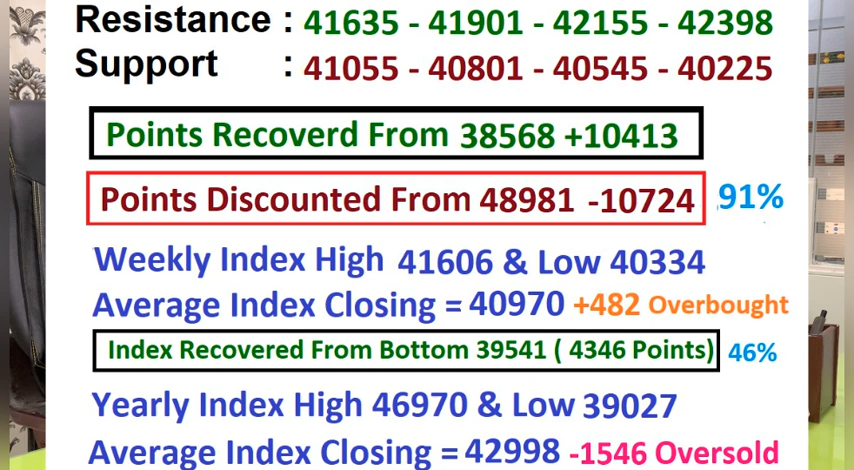 Resistance : 41635 - 41901 - 42155 - 42398
Support : 41055 - 40801 - 40545 - 40225
Points Recoverd From 38568 +10413
Points Discounted From 48981 -10724 91%
Weekly Index High 41606 & Low 40334
Average Index Closing = 40970 +482 Overbought
Index Recovered From Bottom 39541 ( 4346 Points) 46%
Yearly Index High 46970 & Low 39027
Average Index Closing = 42998 -1546 Oversold